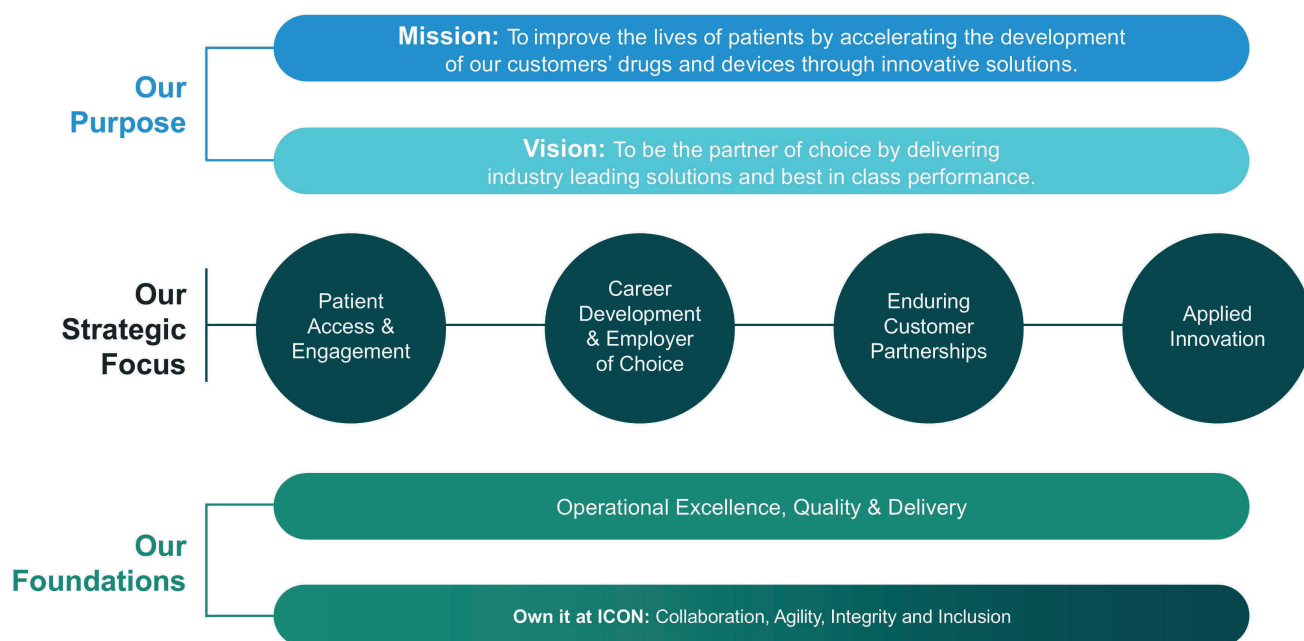 Our
Purpose
Mission: To improve the lives of patients by accelerating the development
of our customers’ drugs and devices through innovative solutions.
Vision: To be the partner of choice by delivering
industry leading solutions and best in class performance.
Our
Strategic
Focus
Patient
Access &
Engagement
Career
Development
& Employer
of Choice
Enduring
Customer
Partnerships
Applied
Innovation
Our
Foundations
Operational Excellence, Quality & Delivery
Own it at ICON: Collaboration, Agility, Integrity and Inclusion